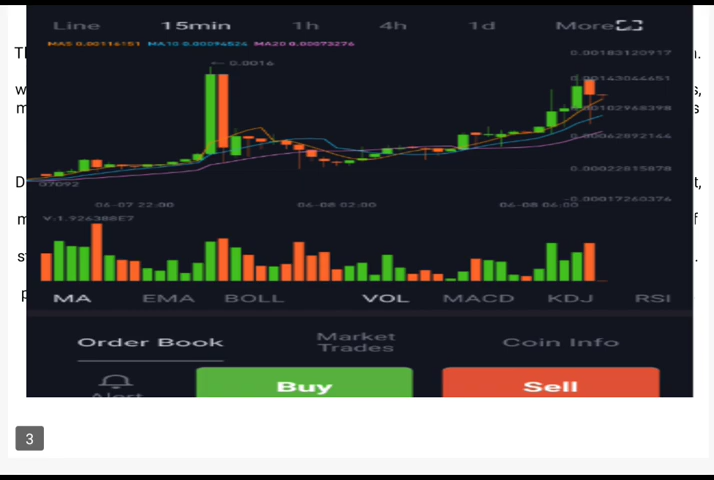 Line 15min 1h 4h 1d More
MA5 0.00116151 MA10 0.00094524 MA20 0.00073276
0.00183120917
0.0016
0.00143044651
0.00102968398
0.00062892144
0.00022815878
07092
-0.00017260376
06-07 22:00 06-08 02:00 06-08 06:00
V:1.926388E7
MA EMA BOLL VOL MACD KDJ RSI
Order Book Market Trades Coin Info
Alert Buy Sell
3